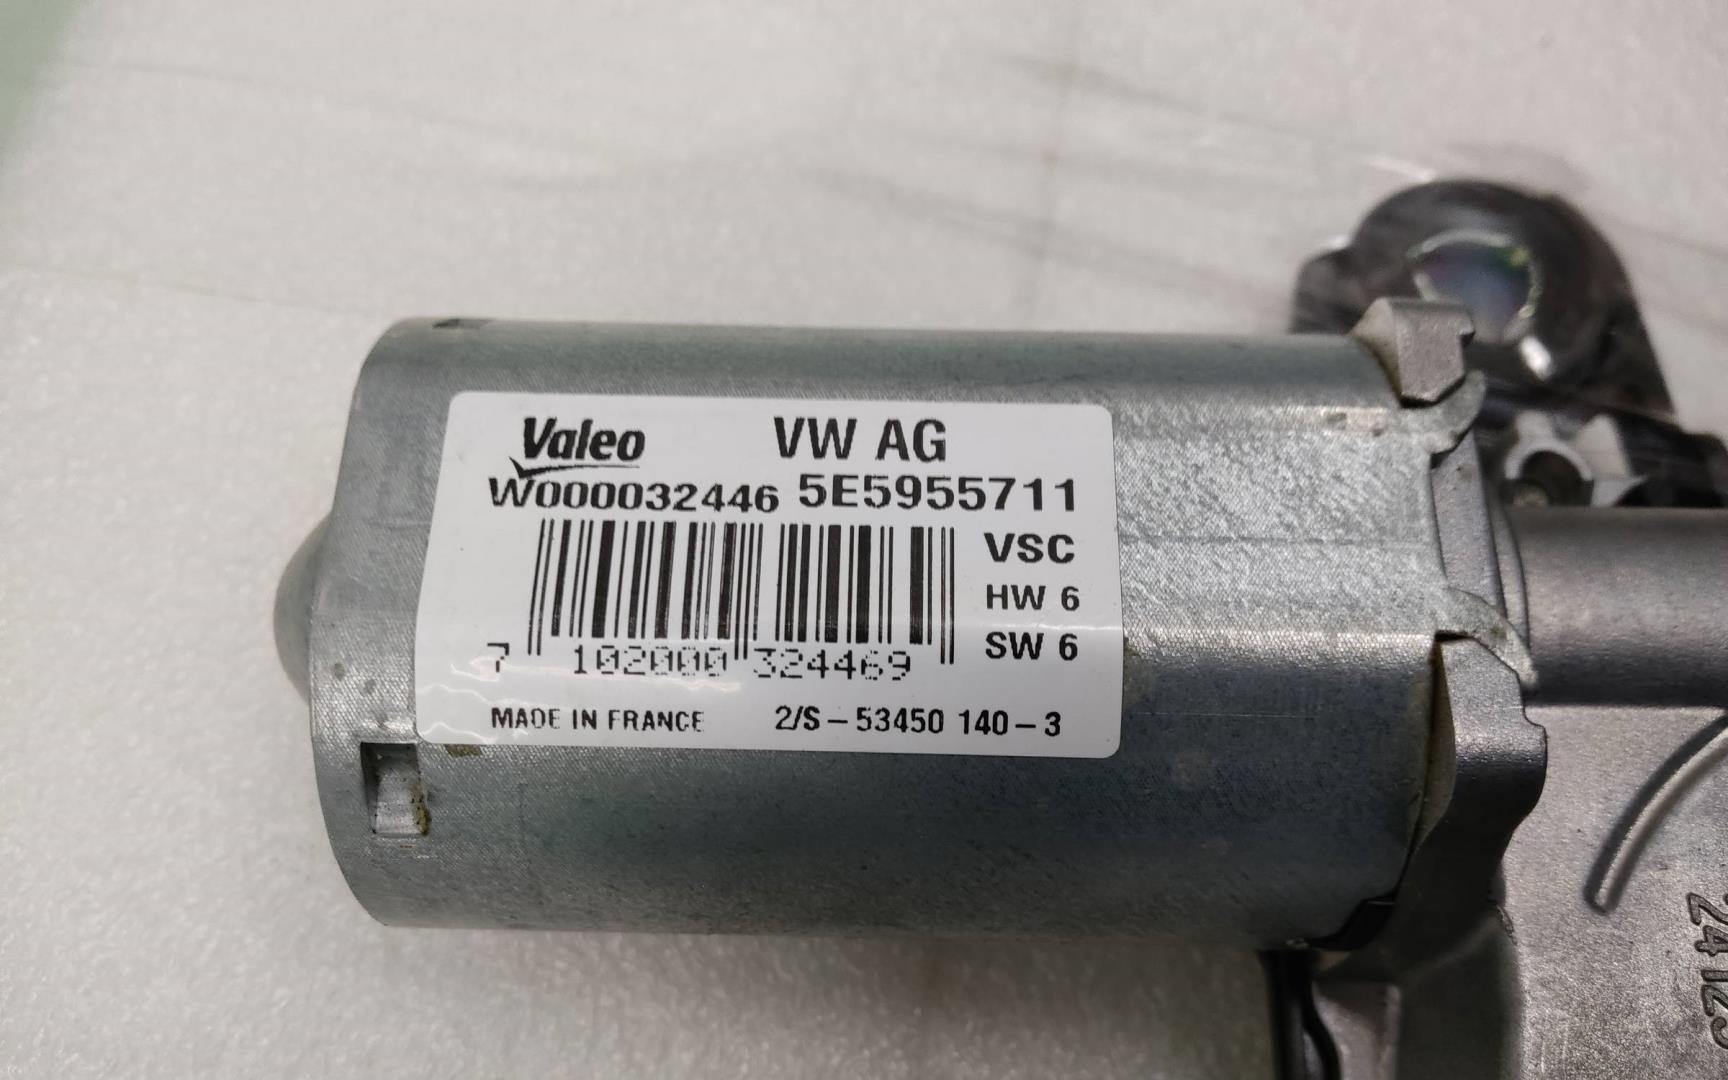 Valeo VW AG
W000032446 5E5955711
VSC
HW 6
SW 6
7 102000 324469
MADE IN FRANCE 2/S - 53450 140 - 3